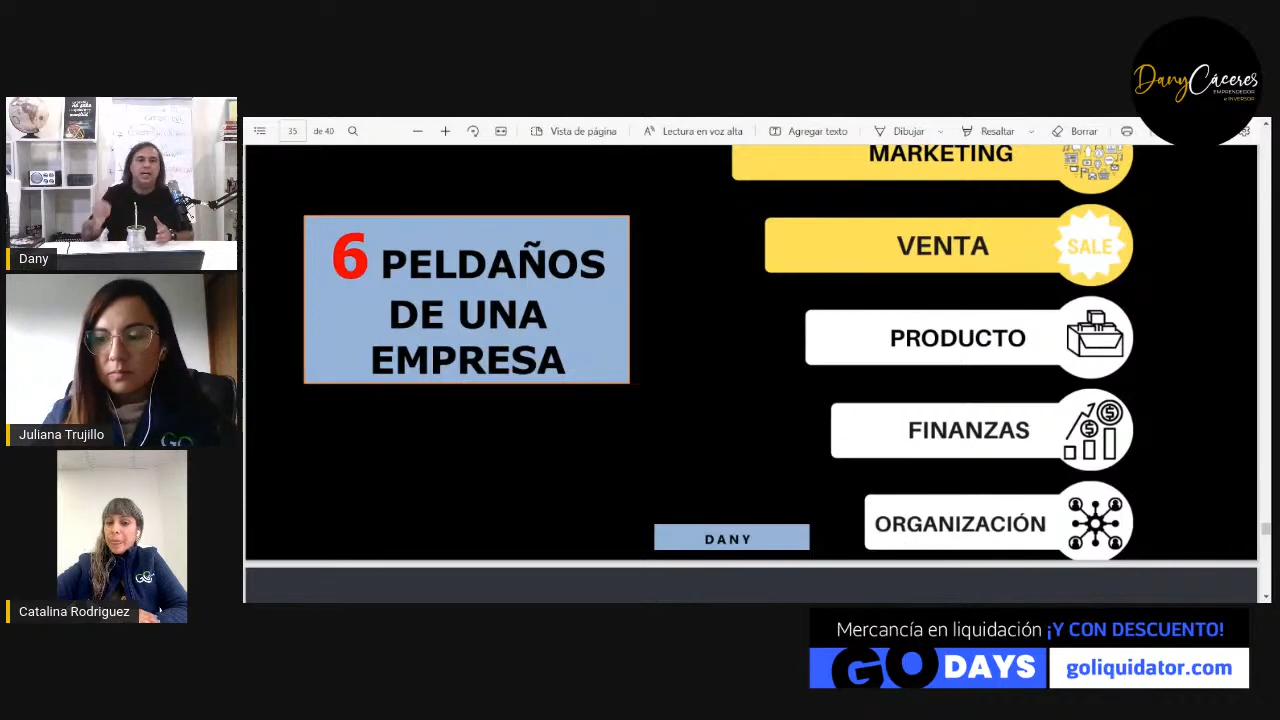 Dany Cáceres
EMPRENDEDOR
e INVERSOR
35 de 40
Vista de página
Lectura en voz alta
Agregar texto
Dibujar
Resaltar
Borrar
MARKETING
6 PELDAÑOS
DE UNA
EMPRESA
VENTA
SALE
PRODUCTO
FINANZAS
ORGANIZACIÓN
DANY
Dany
Juliana Trujillo
Catalina Rodriguez
Mercancía en liquidación ¡Y CON DESCUENTO!
GO DAYS
goliquidator.com